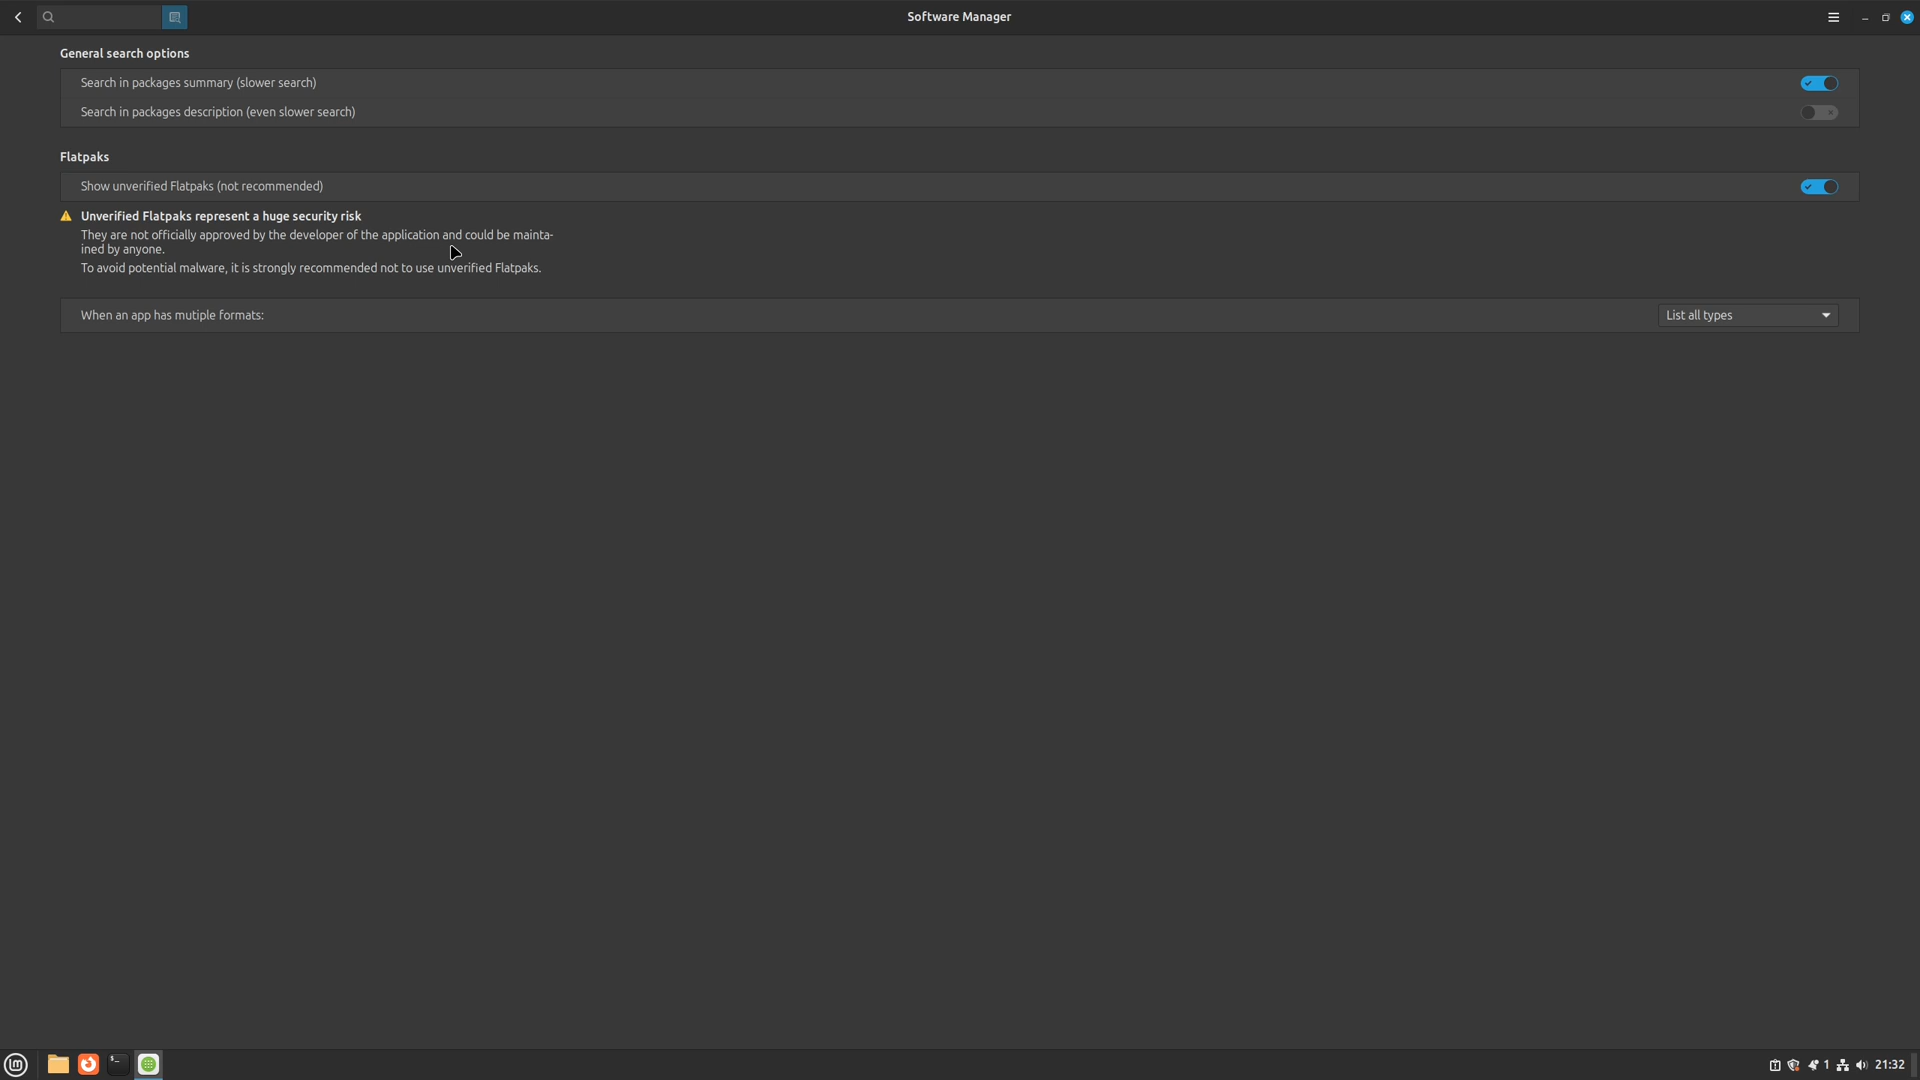 Software Manager
General search options
Search in packages summary (slower search)
Search in packages description (even slower search)
Flatpaks
Show unverified Flatpaks (not recommended)
Unverified Flatpaks represent a huge security risk
They are not officially approved by the developer of the application and could be mainta-
ined by anyone.
To avoid potential malware, it is strongly recommended not to use unverified Flatpaks.
When an app has mutiple formats:
List all types
1
21:32